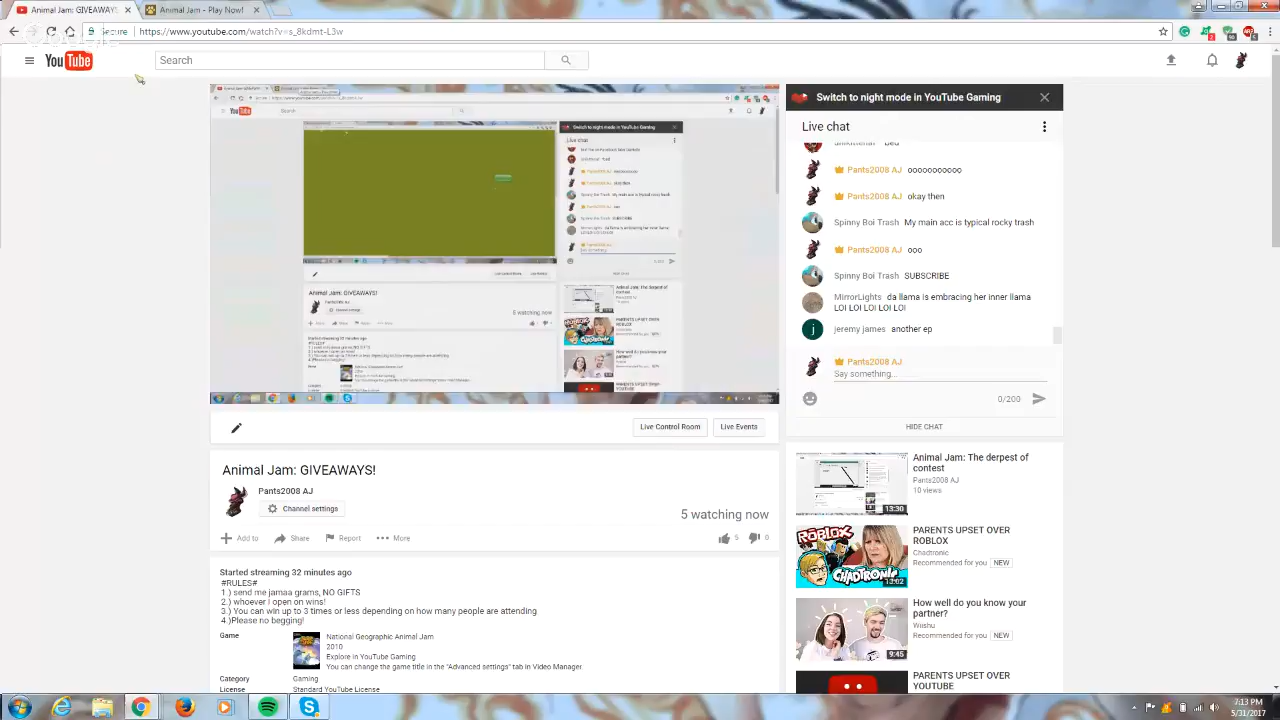 Animal Jam: GIVEAWAYS!
Animal Jam - Play Now!
Secure
https://www.youtube.com/watch?v=s_8kdmt-L3w
YouTube
Search
Switch to night mode in YouTube Gaming
Live chat
Pants2008 AJ oooooooooooo
Pants2008 AJ okay then
Spinny Boi Trash My main acc is typical rocky trash
Pants2008 AJ ooo
Spinny Boi Trash SUBSCRIBE
MirrorLights da llama is embracing her inner llama
LOL LOL LOL LOL LOL
jeremy james another ep
Pants2008 AJ
Say something...
0/200
HIDE CHAT
Live Control Room
Live Events
Animal Jam: GIVEAWAYS!
Pants2008 AJ
Channel settings
5 watching now
Add to
Share
Report
More
5
0
Started streaming 32 minutes ago
#RULES#
1.) send me jamaa grams, NO GIFTS
2.) whoever I open on wins!
3.) You can win up to 3 times or less depending on how many people are attending
4.)Please no begging!
Game
National Geographic Animal Jam
2010
Explore in YouTube Gaming
You can change the game title in the "Advanced settings" tab in Video Manager
Category
Gaming
License
Standard YouTube License
Animal Jam: The derpest of
contest
Pants2008 AJ
10 views
13:30
PARENTS UPSET OVER
ROBLOX
Chadtronic
Recommended for you NEW
ROBLOX
CHADTRONIC
13:02
How well do you know your
partner?
Wiishu
Recommended for you NEW
9:45
PARENTS UPSET OVER
YOUTUBE
7:13 PM
5/31/2017